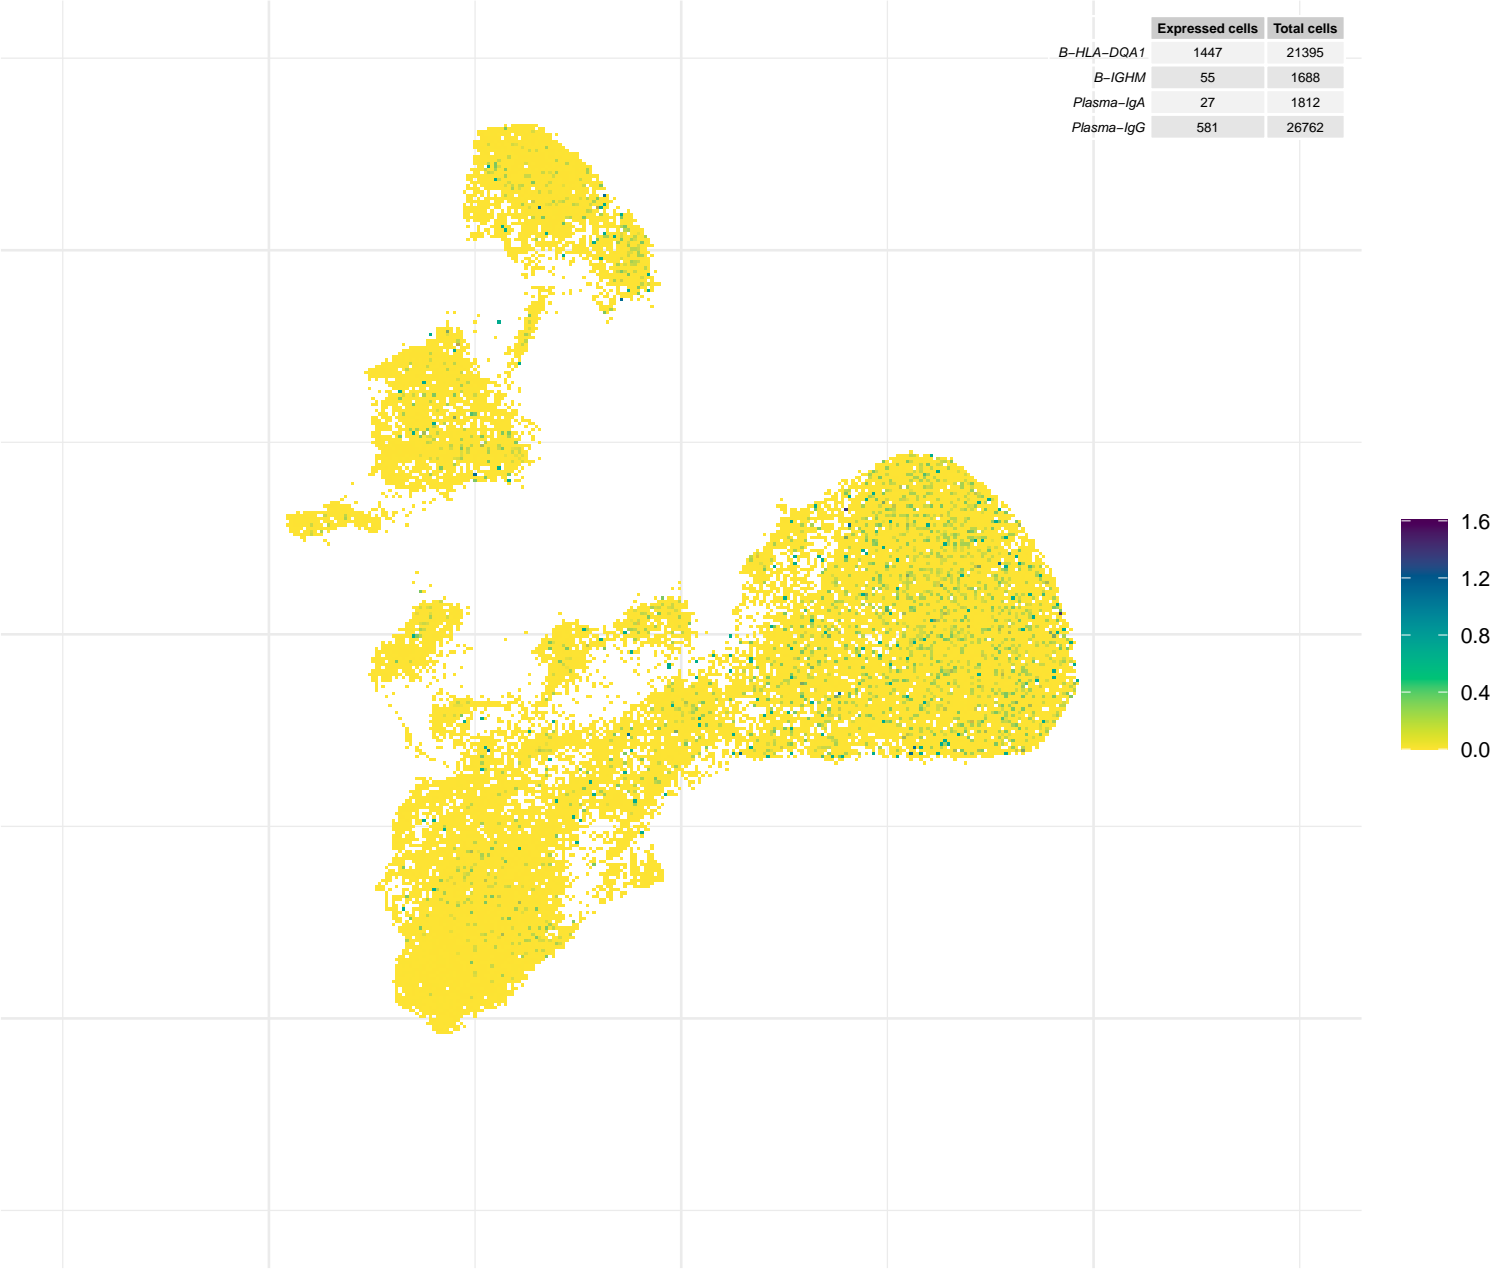 Expressed cells Total cells
B−HLA−DQA1 1447 21395
B−IGHM 55 1688
Plasma−IgA 27 1812
Plasma−IgG 581 26762
1.6
1.2
0.8
0.4
0.0